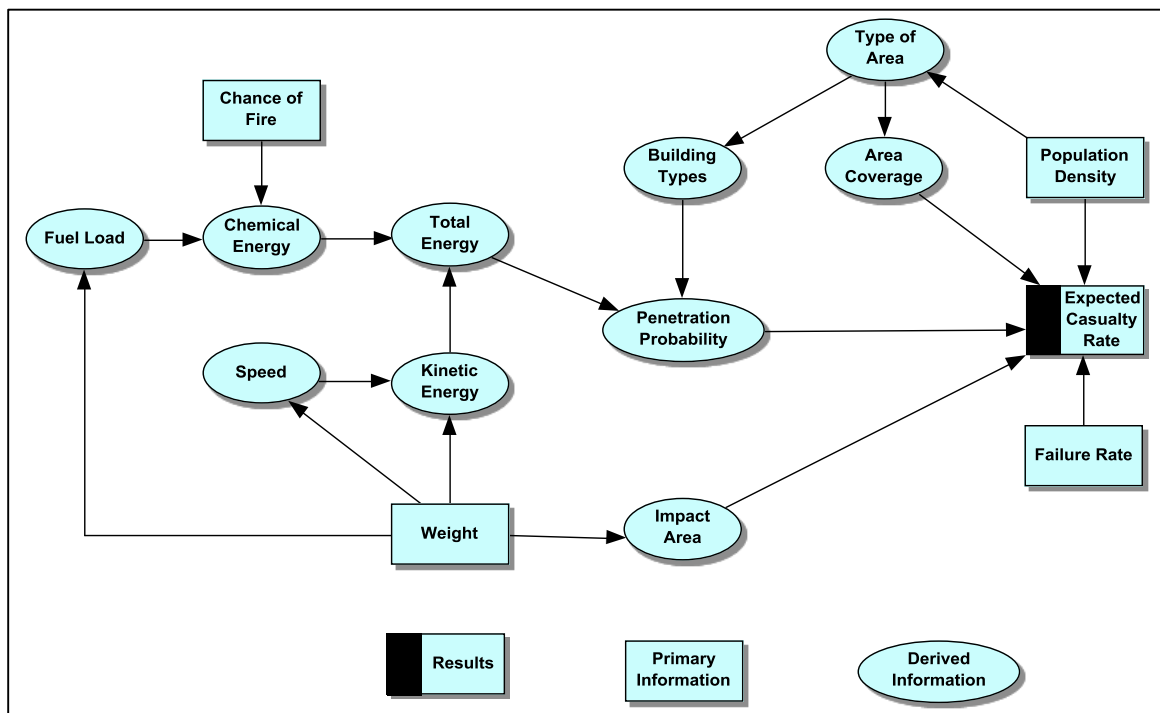 Type of
Area
Chance of
Fire
Building
Types
Area
Coverage
Population
Density
Fuel Load
Chemical
Energy
Total
Energy
Penetration
Probability
Expected
Casualty
Rate
Speed
Kinetic
Energy
Failure Rate
Weight
Impact
Area
Results
Primary
Information
Derived
Information